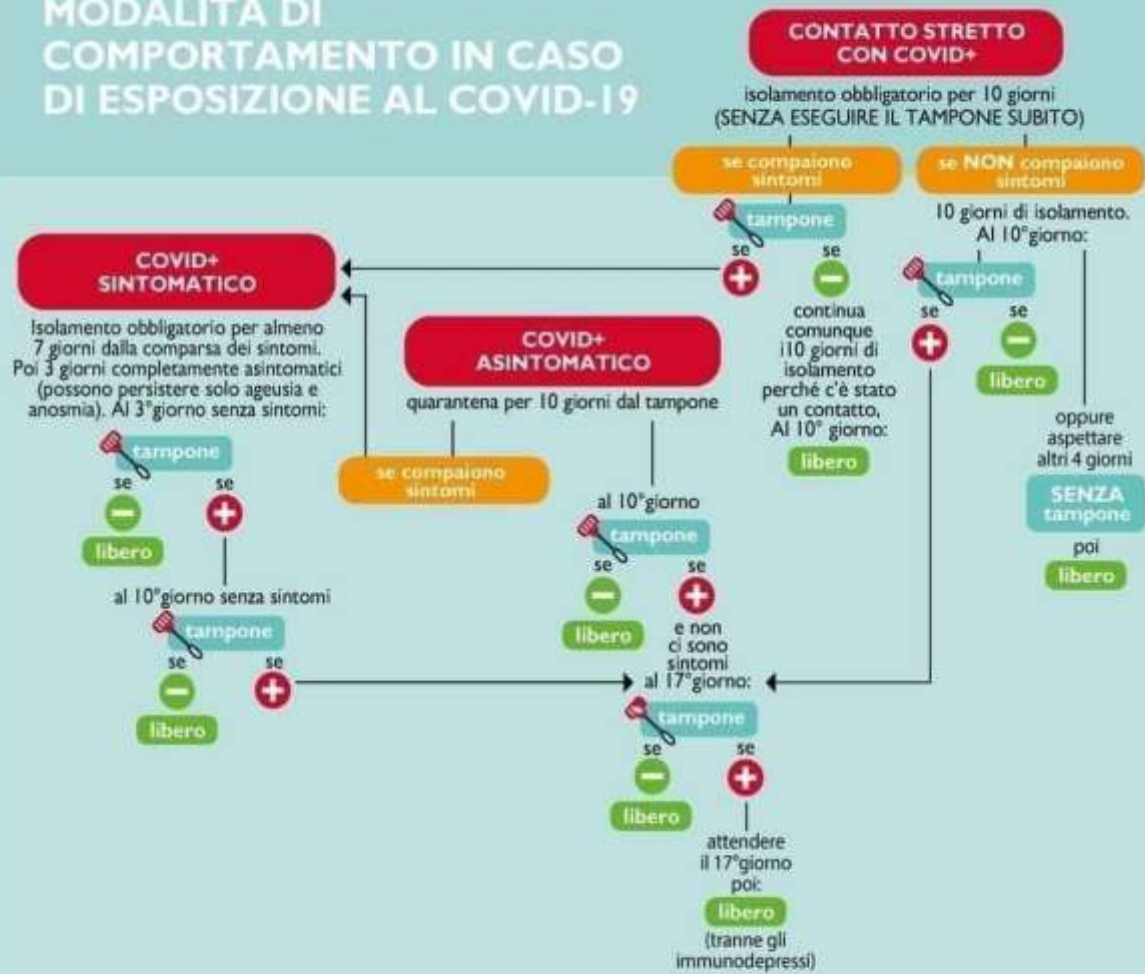 MODALITÀ DI
COMPORTAMENTO IN CASO
DI ESPOSIZIONE AL COVID-19
CONTATTO STRETTO
CON COVID+
isolamento obbligatorio per 10 giorni
(SENZA ESEGUIRE IL TAMPONE SUBITO)
se compaiono
sintomi
tampone
se
+
se
−
continua
comunque
i10 giorni di
isolamento
perché c'è stato
un contatto,
Al 10° giorno:
libero
se NON compaiono
sintomi
10 giorni di isolamento.
Al 10°giorno:
tampone
se
+
se
−
libero
oppure
aspettare
altri 4 giorni
SENZA
tampone
poi
libero
COVID+
SINTOMATICO
Isolamento obbligatorio per almeno
7 giorni dalla comparsa dei sintomi.
Poi 3 giorni completamente asintomatici
(possono persistere solo ageusia e
anosmia). Al 3°giorno senza sintomi:
tampone
se
−
libero
se
+
al 10°giorno senza sintomi
tampone
se
−
libero
se
+
COVID+
ASINTOMATICO
quarantena per 10 giorni dal tampone
se compaiono
sintomi
al 10°giorno
tampone
se
−
libero
se
+
e non
ci sono
sintomi
al 17°giorno:
tampone
se
−
libero
se
+
attendere
il 17°giorno
poi:
libero
(tranne gli
immunodepressi)